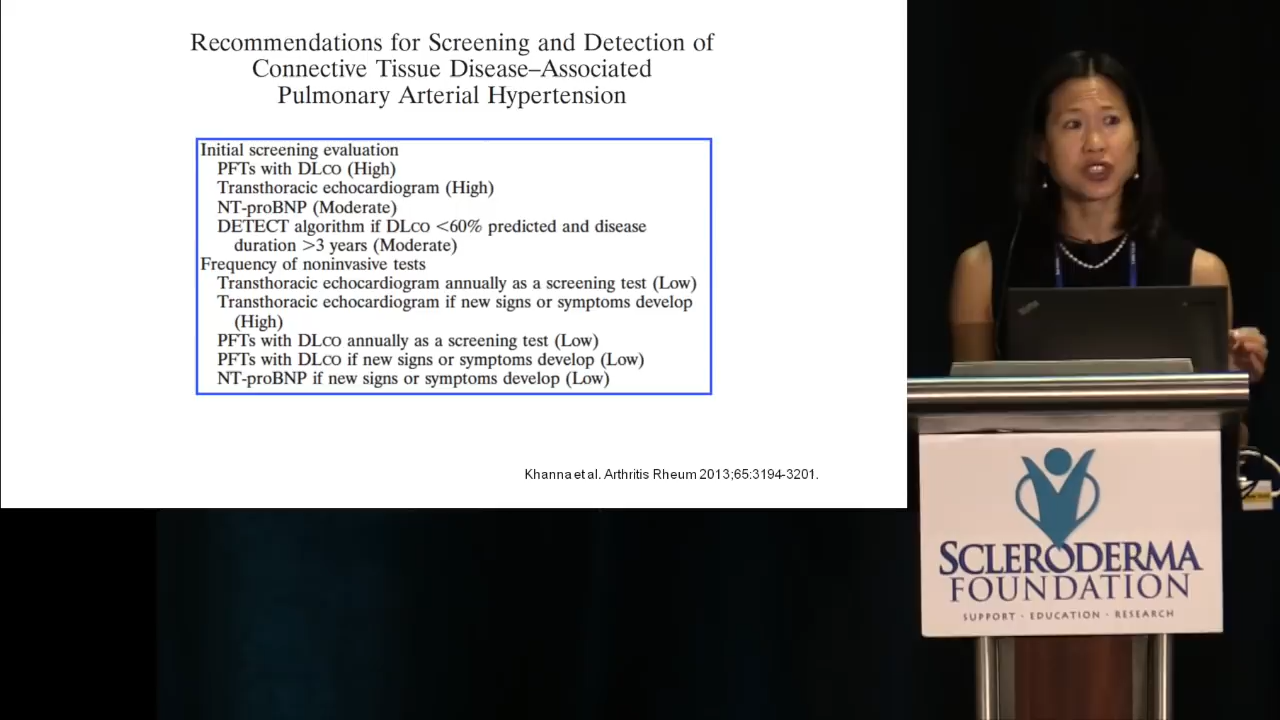 Recommendations for Screening and Detection of
Connective Tissue Disease–Associated
Pulmonary Arterial Hypertension
Initial screening evaluation
PFTs with DLCO (High)
Transthoracic echocardiogram (High)
NT-proBNP (Moderate)
DETECT algorithm if DLCO <60% predicted and disease
duration >3 years (Moderate)
Frequency of noninvasive tests
Transthoracic echocardiogram annually as a screening test (Low)
Transthoracic echocardiogram if new signs or symptoms develop
(High)
PFTs with DLCO annually as a screening test (Low)
PFTs with DLCO if new signs or symptoms develop (Low)
NT-proBNP if new signs or symptoms develop (Low)
Khanna et al. Arthritis Rheum 2013;65:3194-3201.
SCLERODERMA
FOUNDATION
SUPPORT · EDUCATION · RESEARCH